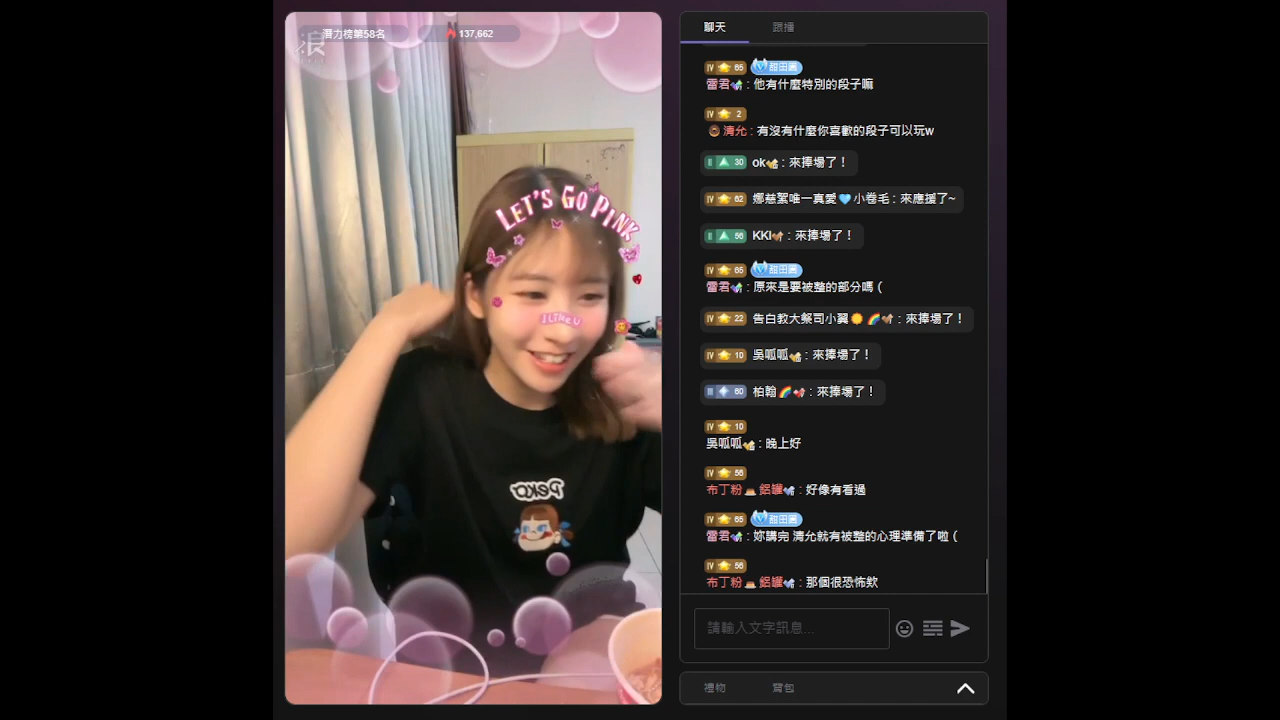 潛力榜第58名
137,662
浪
LET'S GO PINK
I LIKE U
PEKO
聊天
跟播
IV 65 甜田圈
雷君:他有什麼特別的段子嘛
IV 2
清允:有沒有什麼你喜歡的段子可以玩w
II 30 ok:來捧場了!
IV 62 娜慈絜唯一真愛💙小卷毛:來應援了~
II 56 KKI:來捧場了!
IV 65 甜田圈
雷君:原來是要被整的部分嗎(
IV 22 告白教大祭司小翼🌞🌈:來捧場了!
IV 10 吳呱呱:來捧場了!
III 60 柏翰🌈:來捧場了!
IV 10
吳呱呱:晚上好
IV 56
布丁粉🍮鋁罐:好像有看過
IV 65 甜田圈
雷君:妳講完 清允就有被整的心理準備了啦(
IV 56
布丁粉🍮鋁罐:那個很恐怖欸
請輸入文字訊息...
禮物
背包